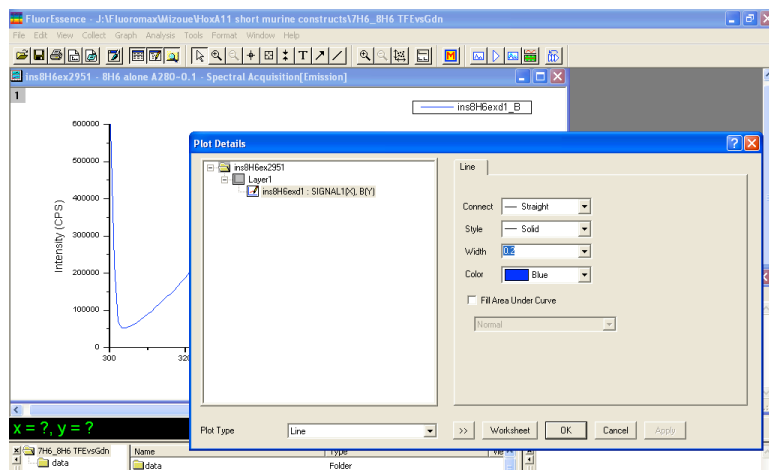 FluorEssence - J:\Fluoromax\Mizoue\HoxA11 short murine constructs\7H6_8H6 TFEvsGdn
File Edit View Collect Graph Analysis Tools Format Window Help
ins8H6ex2951 - 8H6 alone A280~0.1 - Spectral Acquisition[Emission]
1
ins8H6exd1_B
600000
500000
400000
300000
200000
100000
0
300
320
Intensity (CPS)
Plot Details
ins8H6ex2951
Layer1
ins8H6exd1 : SIGNAL1(X), B(Y)
Line
Connect Straight
Style Solid
Width 0.2
Color Blue
Fill Area Under Curve
Normal
Plot Type Line
>> Worksheet OK Cancel Apply
x = ?, y = ?
7H6_8H6 TFEvsGdn
data
Name Type
data Folder